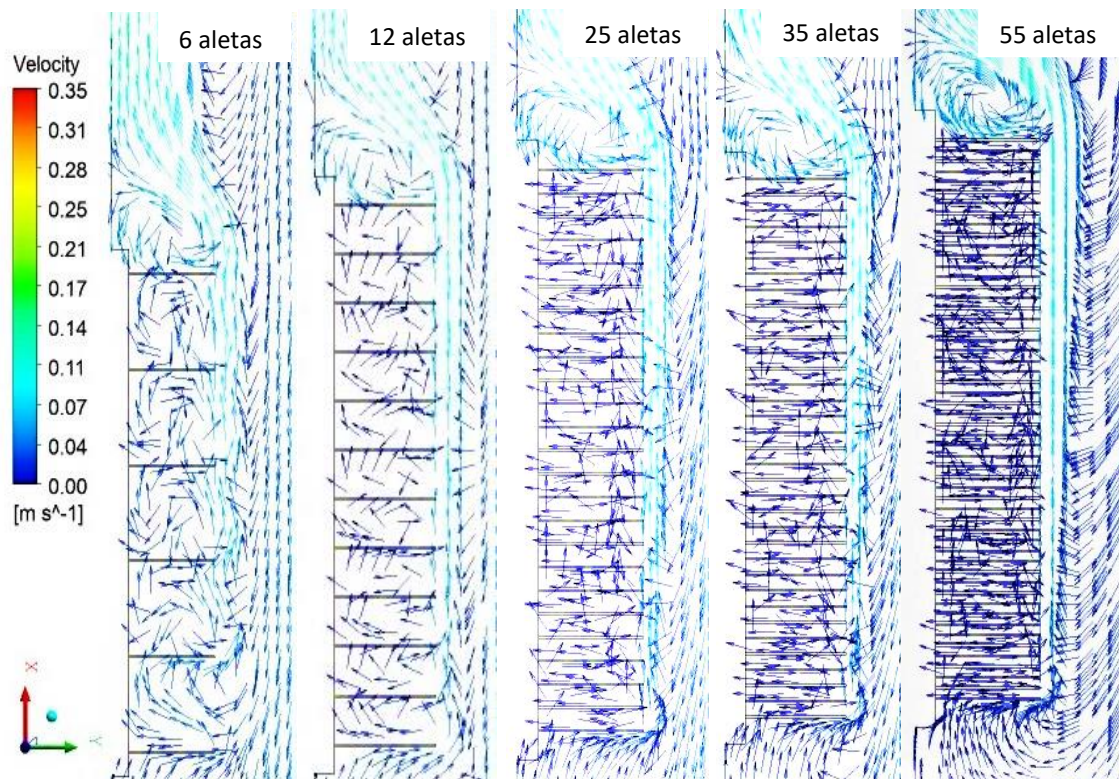 6 aletas
12 aletas
25 aletas
35 aletas
55 aletas
Velocity
0.35
0.31
0.28
0.25
0.21
0.17
0.14
0.11
0.07
0.04
0.00
[m s^-1]
X
Y